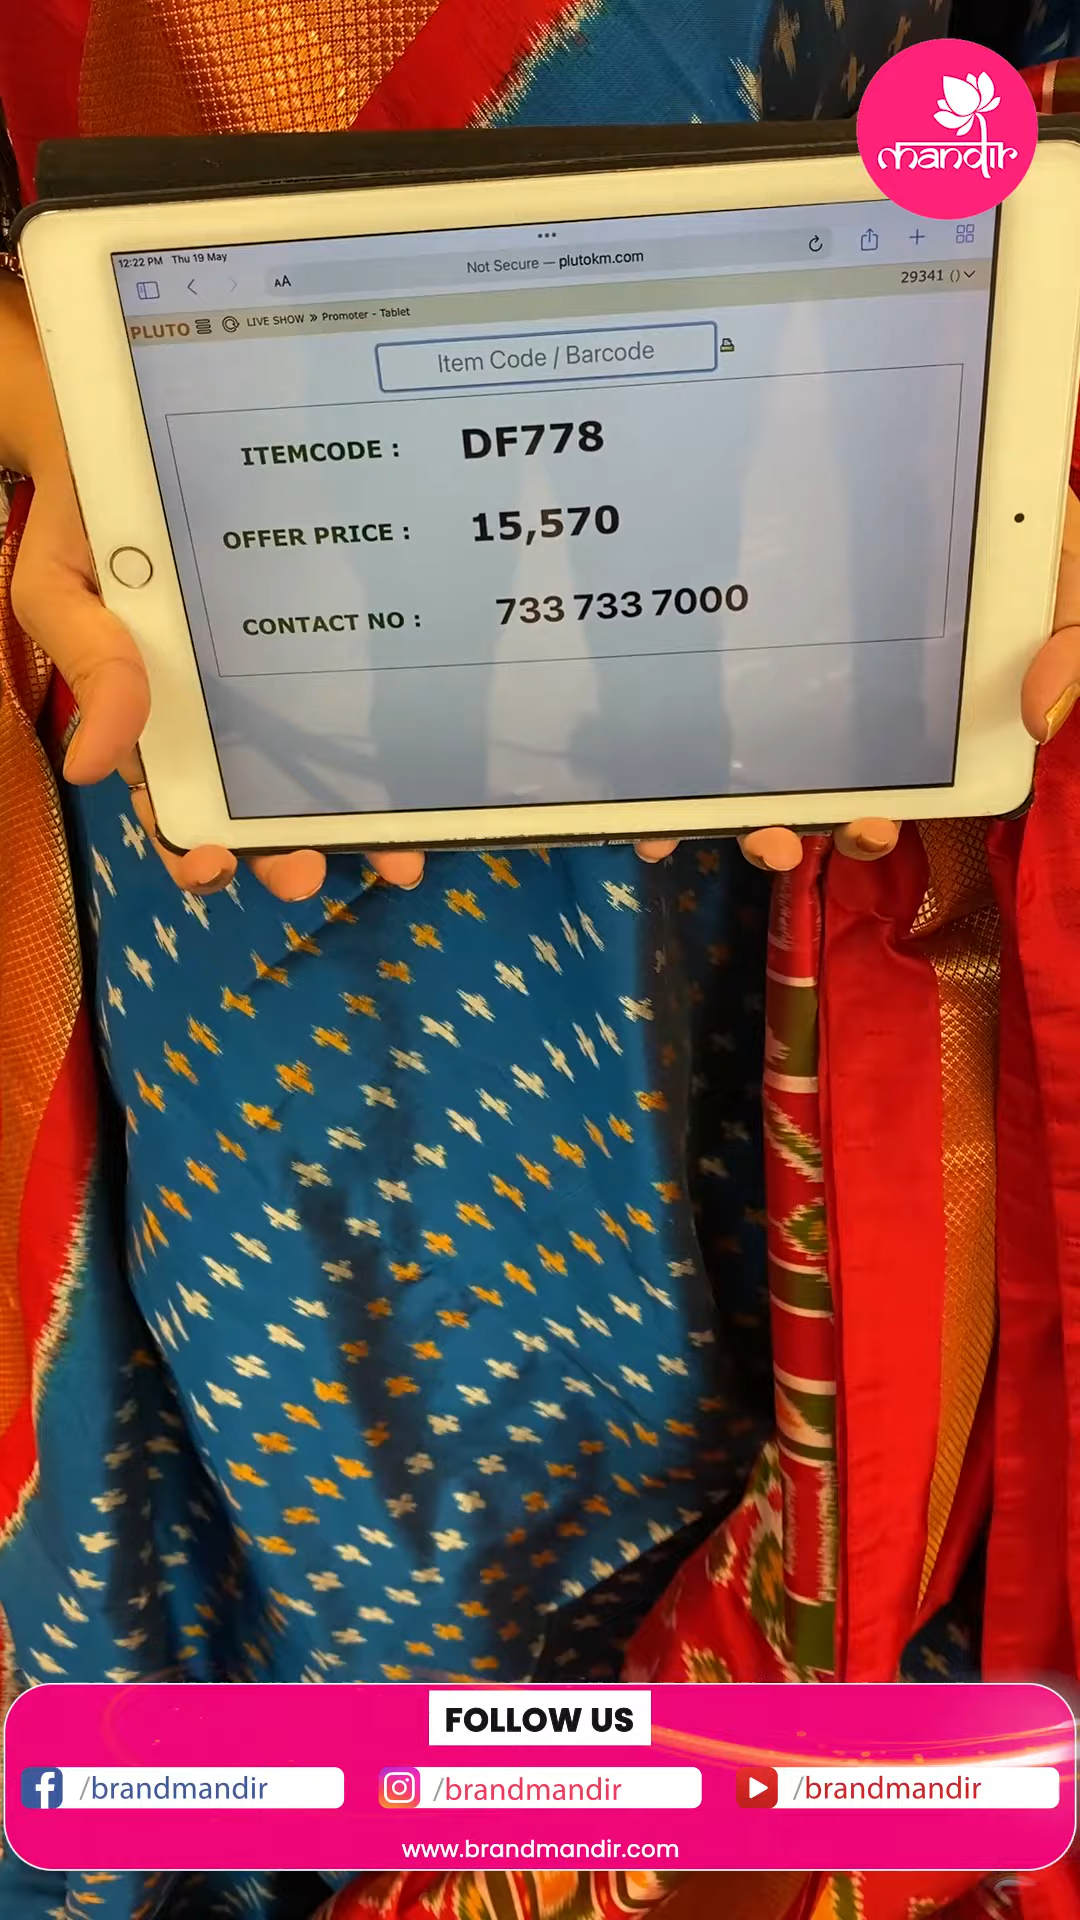 mandir
12:22 PM Thu 19 May
AA
Not Secure — plutokm.com
PLUTO
LIVE SHOW » Promoter - Tablet
29341 ()
Item Code / Barcode
ITEMCODE : DF778
OFFER PRICE : 15,570
CONTACT NO : 733 733 7000
FOLLOW US
/brandmandir /brandmandir /brandmandir
www.brandmandir.com